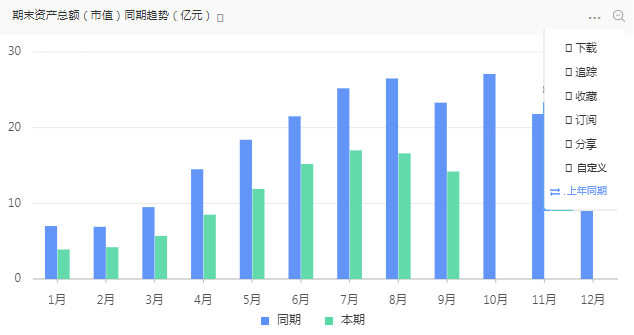 期末资产总额（市值）同期趋势（亿元）
30
20
10
0
1月 2月 3月 4月 5月 6月 7月 8月 9月 10月 11月 12月
同期 本期
下载
追踪
收藏
订阅
分享
自定义
上年同期